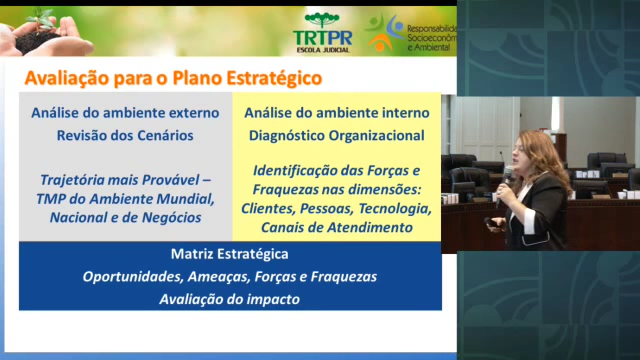 TRTPR
ESCOLA JUDICIAL
Responsabilidade
Socioeconôm
e Ambiental
Avaliação para o Plano Estratégico
Análise do ambiente externo
Revisão dos Cenários
Trajetória mais Provável –
TMP do Ambiente Mundial,
Nacional e de Negócios
Análise do ambiente interno
Diagnóstico Organizacional
Identificação das Forças e
Fraquezas nas dimensões:
Clientes, Pessoas, Tecnologia,
Canais de Atendimento
Matriz Estratégica
Oportunidades, Ameaças, Forças e Fraquezas
Avaliação do impacto